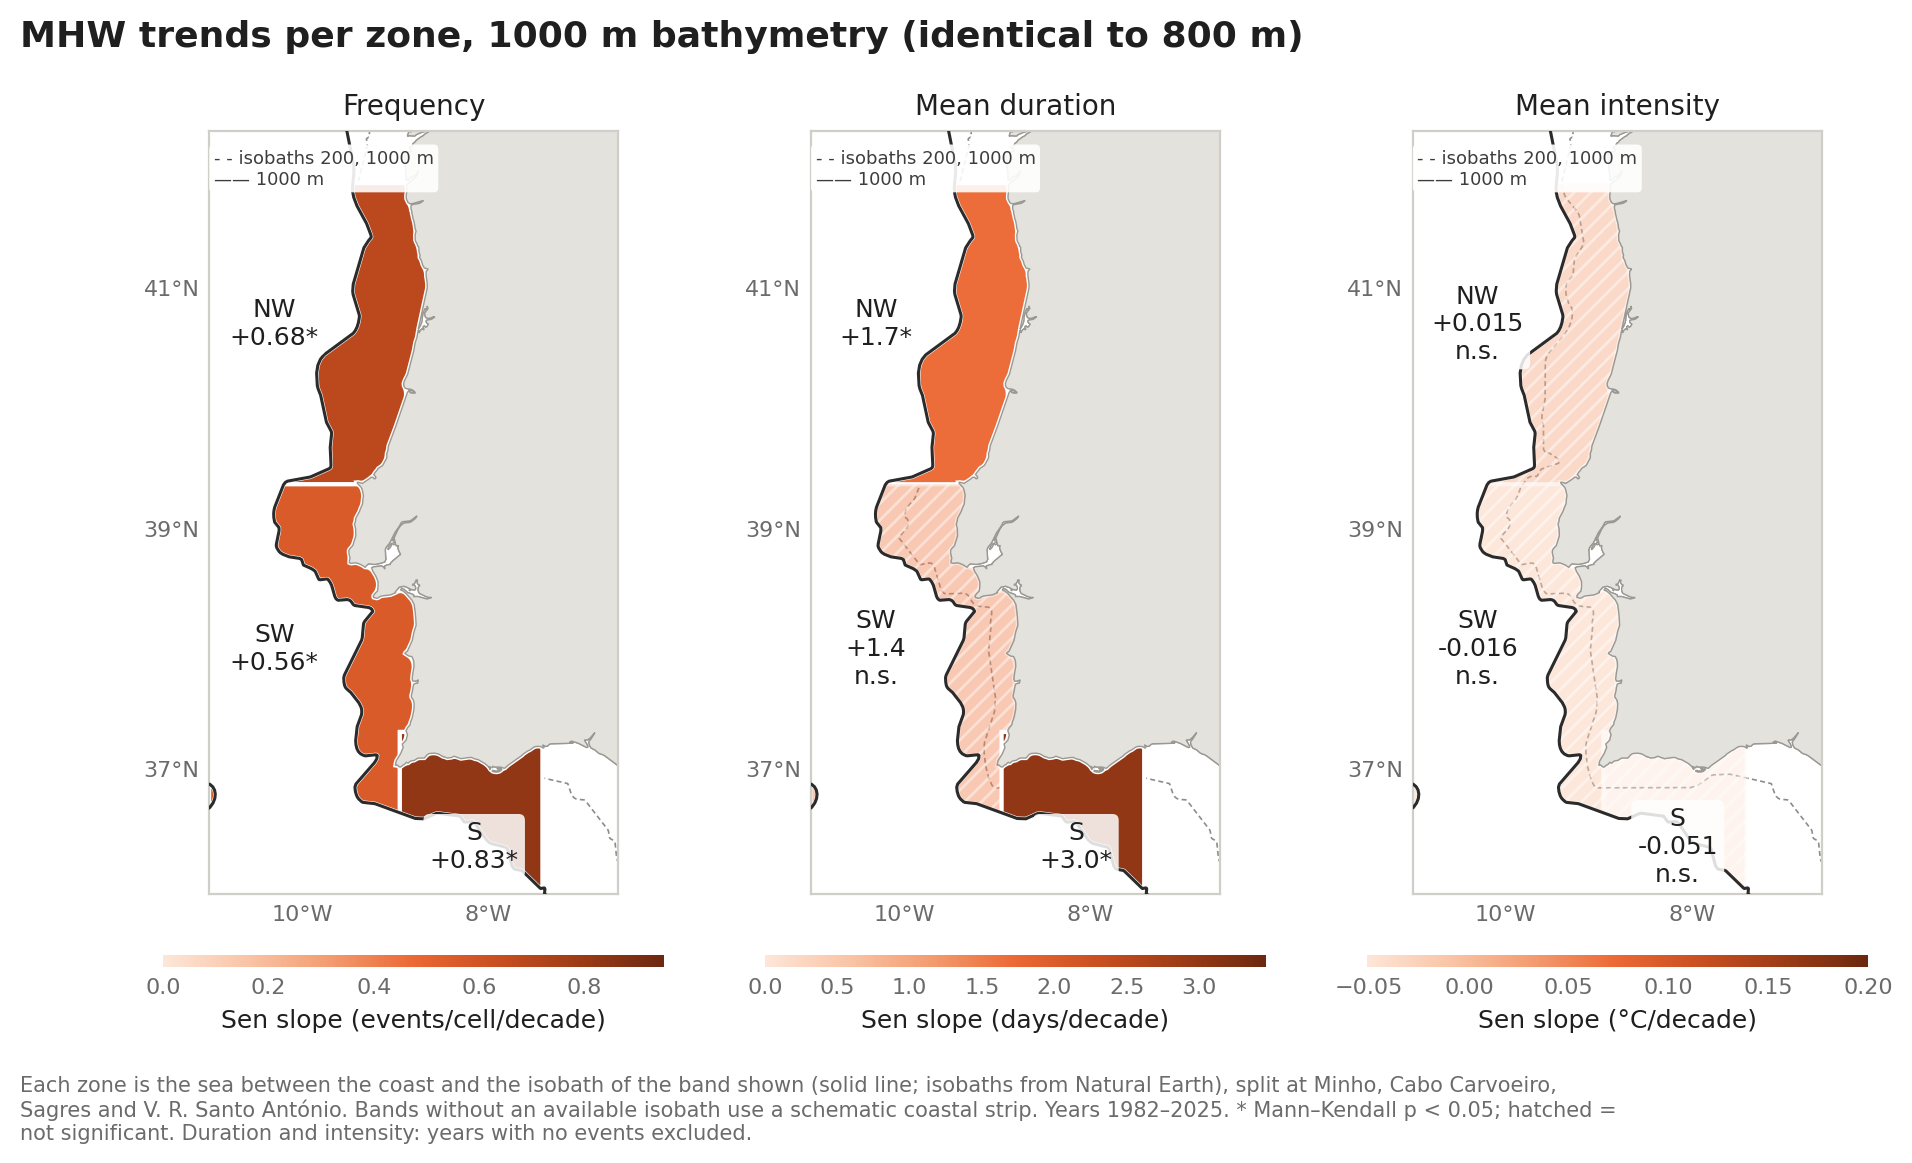 MHW trends per zone, 1000 m bathymetry (identical to 800 m)
Frequency
- - isobaths 200, 1000 m
—— 1000 m
41°N
39°N
37°N
NW
+0.68*
SW
+0.56*
S
+0.83*
10°W
8°W
0.0 0.2 0.4 0.6 0.8
Sen slope (events/cell/decade)
Mean duration
- - isobaths 200, 1000 m
—— 1000 m
41°N
39°N
37°N
NW
+1.7*
SW
+1.4
n.s.
S
+3.0*
10°W
8°W
0.0 0.5 1.0 1.5 2.0 2.5 3.0
Sen slope (days/decade)
Mean intensity
- - isobaths 200, 1000 m
—— 1000 m
41°N
39°N
37°N
NW
+0.015
n.s.
SW
-0.016
n.s.
S
-0.051
n.s.
10°W
8°W
−0.05 0.00 0.05 0.10 0.15 0.20
Sen slope (°C/decade)
Each zone is the sea between the coast and the isobath of the band shown (solid line; isobaths from Natural Earth), split at Minho, Cabo Carvoeiro,
Sagres and V. R. Santo António. Bands without an available isobath use a schematic coastal strip. Years 1982–2025. * Mann–Kendall p < 0.05; hatched =
not significant. Duration and intensity: years with no events excluded.